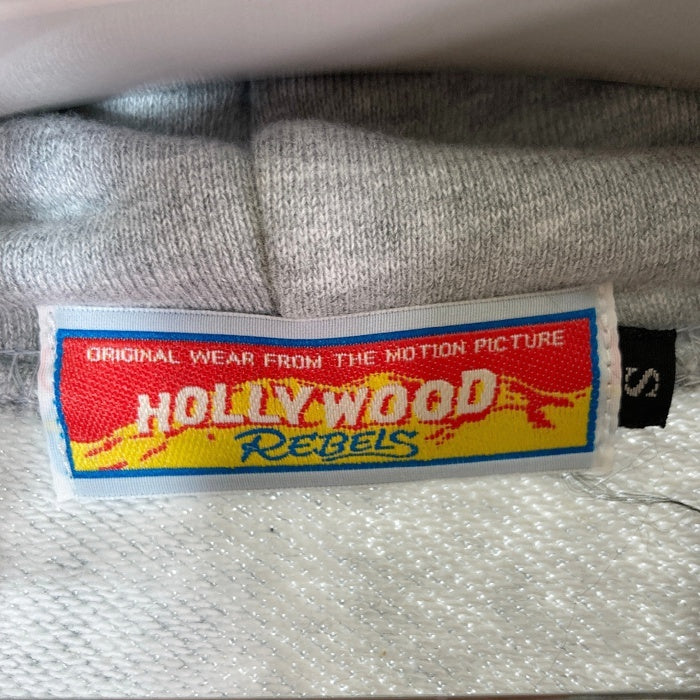 ORIGINAL WEAR FROM THE MOTION PICTURE
HOLLYWOOD
REBELS
S